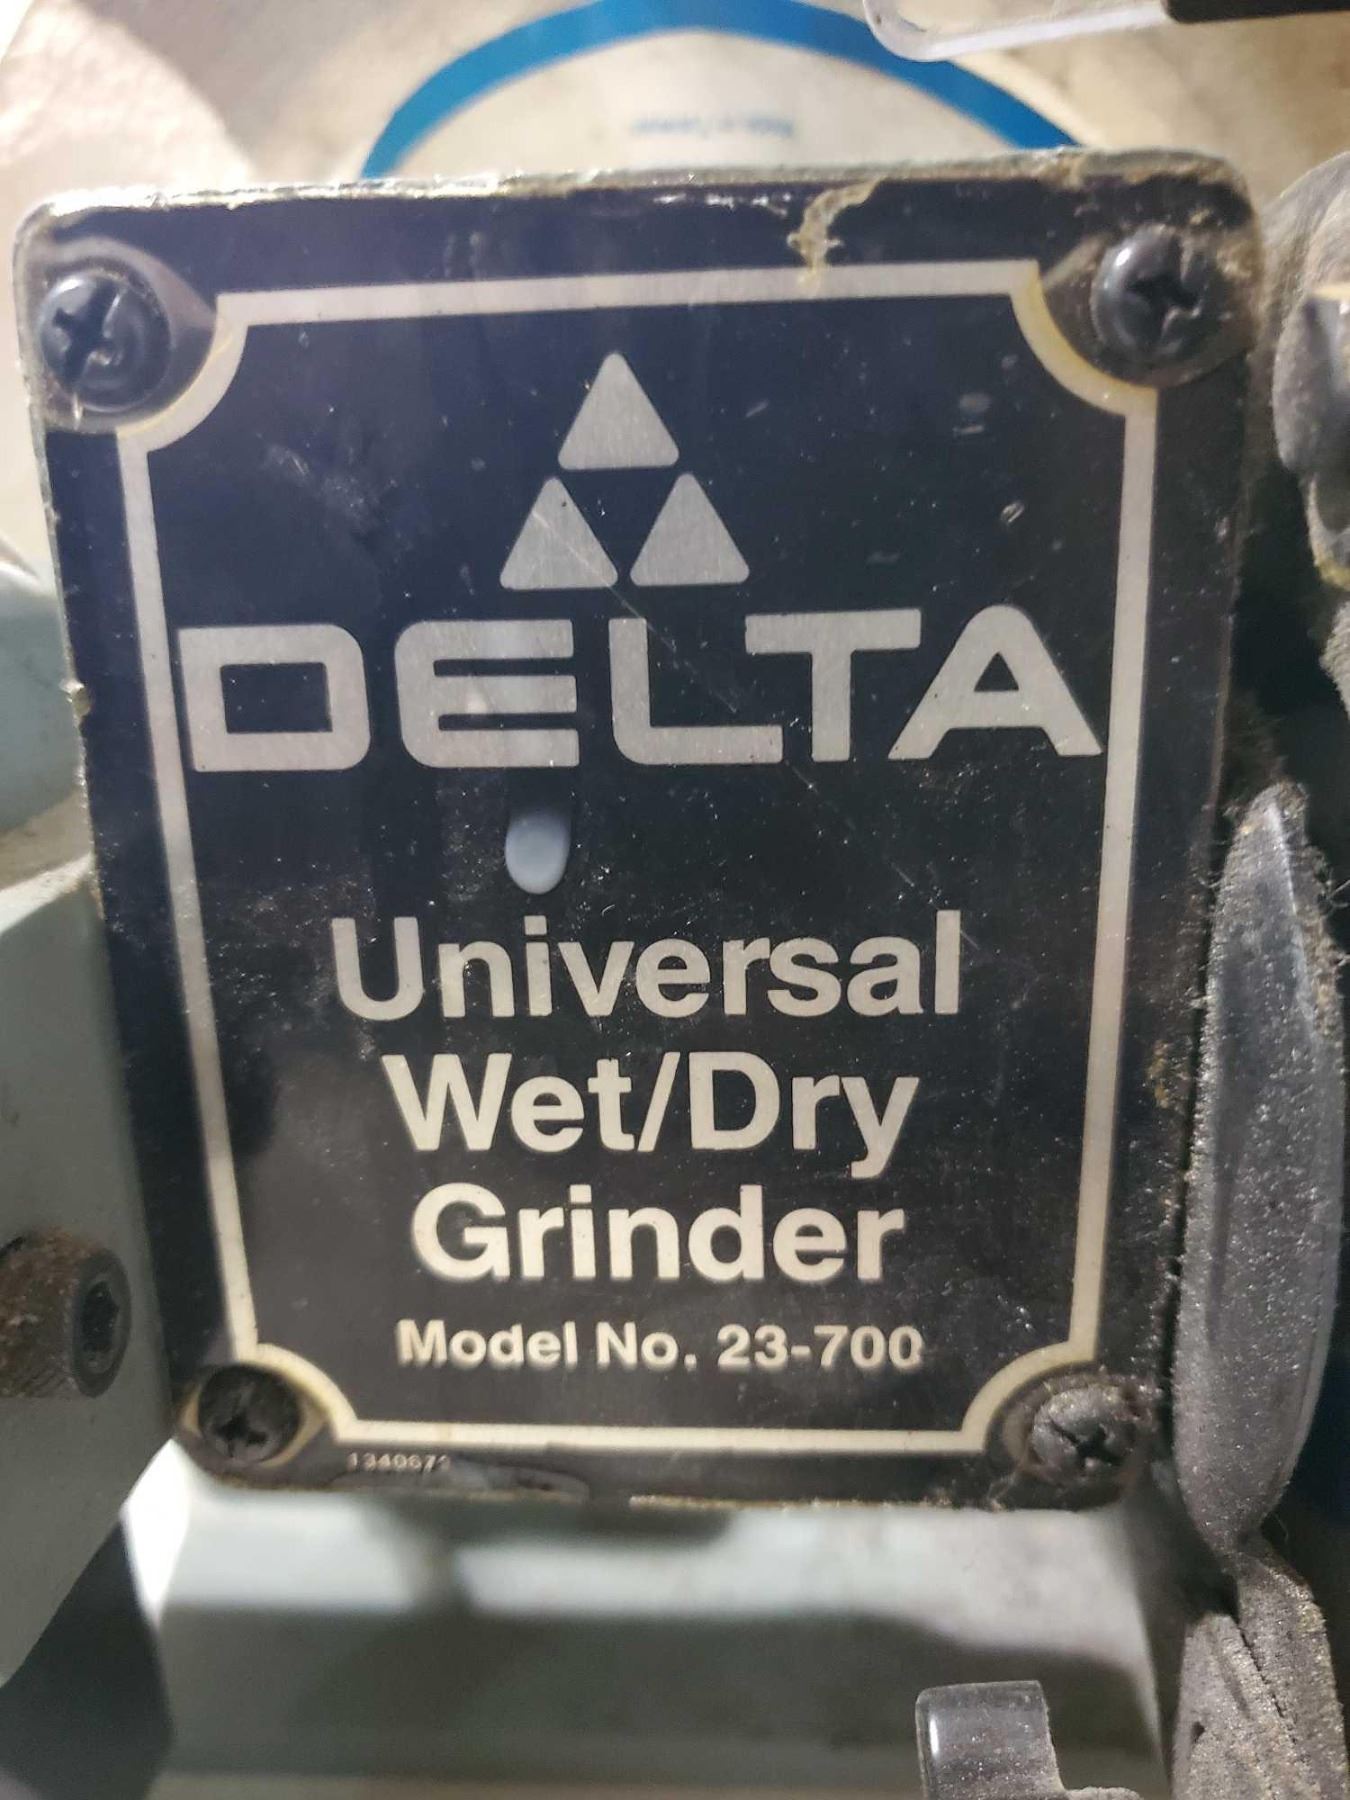 DELTA
Universal
Wet/Dry
Grinder
Model No. 23-700